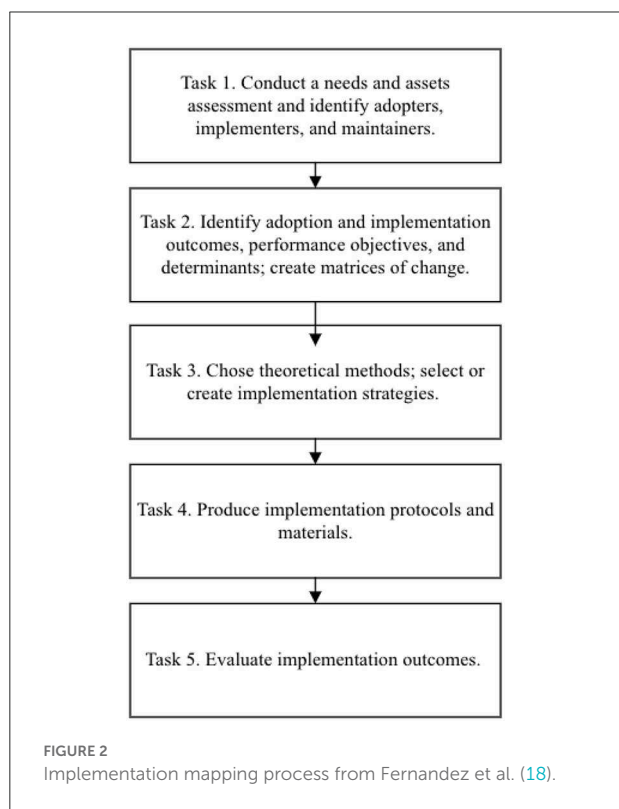 Task 1. Conduct a needs and assets
assessment and identify adopters,
implementers, and maintainers.
Task 2. Identify adoption and implementation
outcomes, performance objectives, and
determinants; create matrices of change.
Task 3. Chose theoretical methods; select or
create implementation strategies.
Task 4. Produce implementation protocols and
materials.
Task 5. Evaluate implementation outcomes.
FIGURE 2
Implementation mapping process from Fernandez et al. (18).